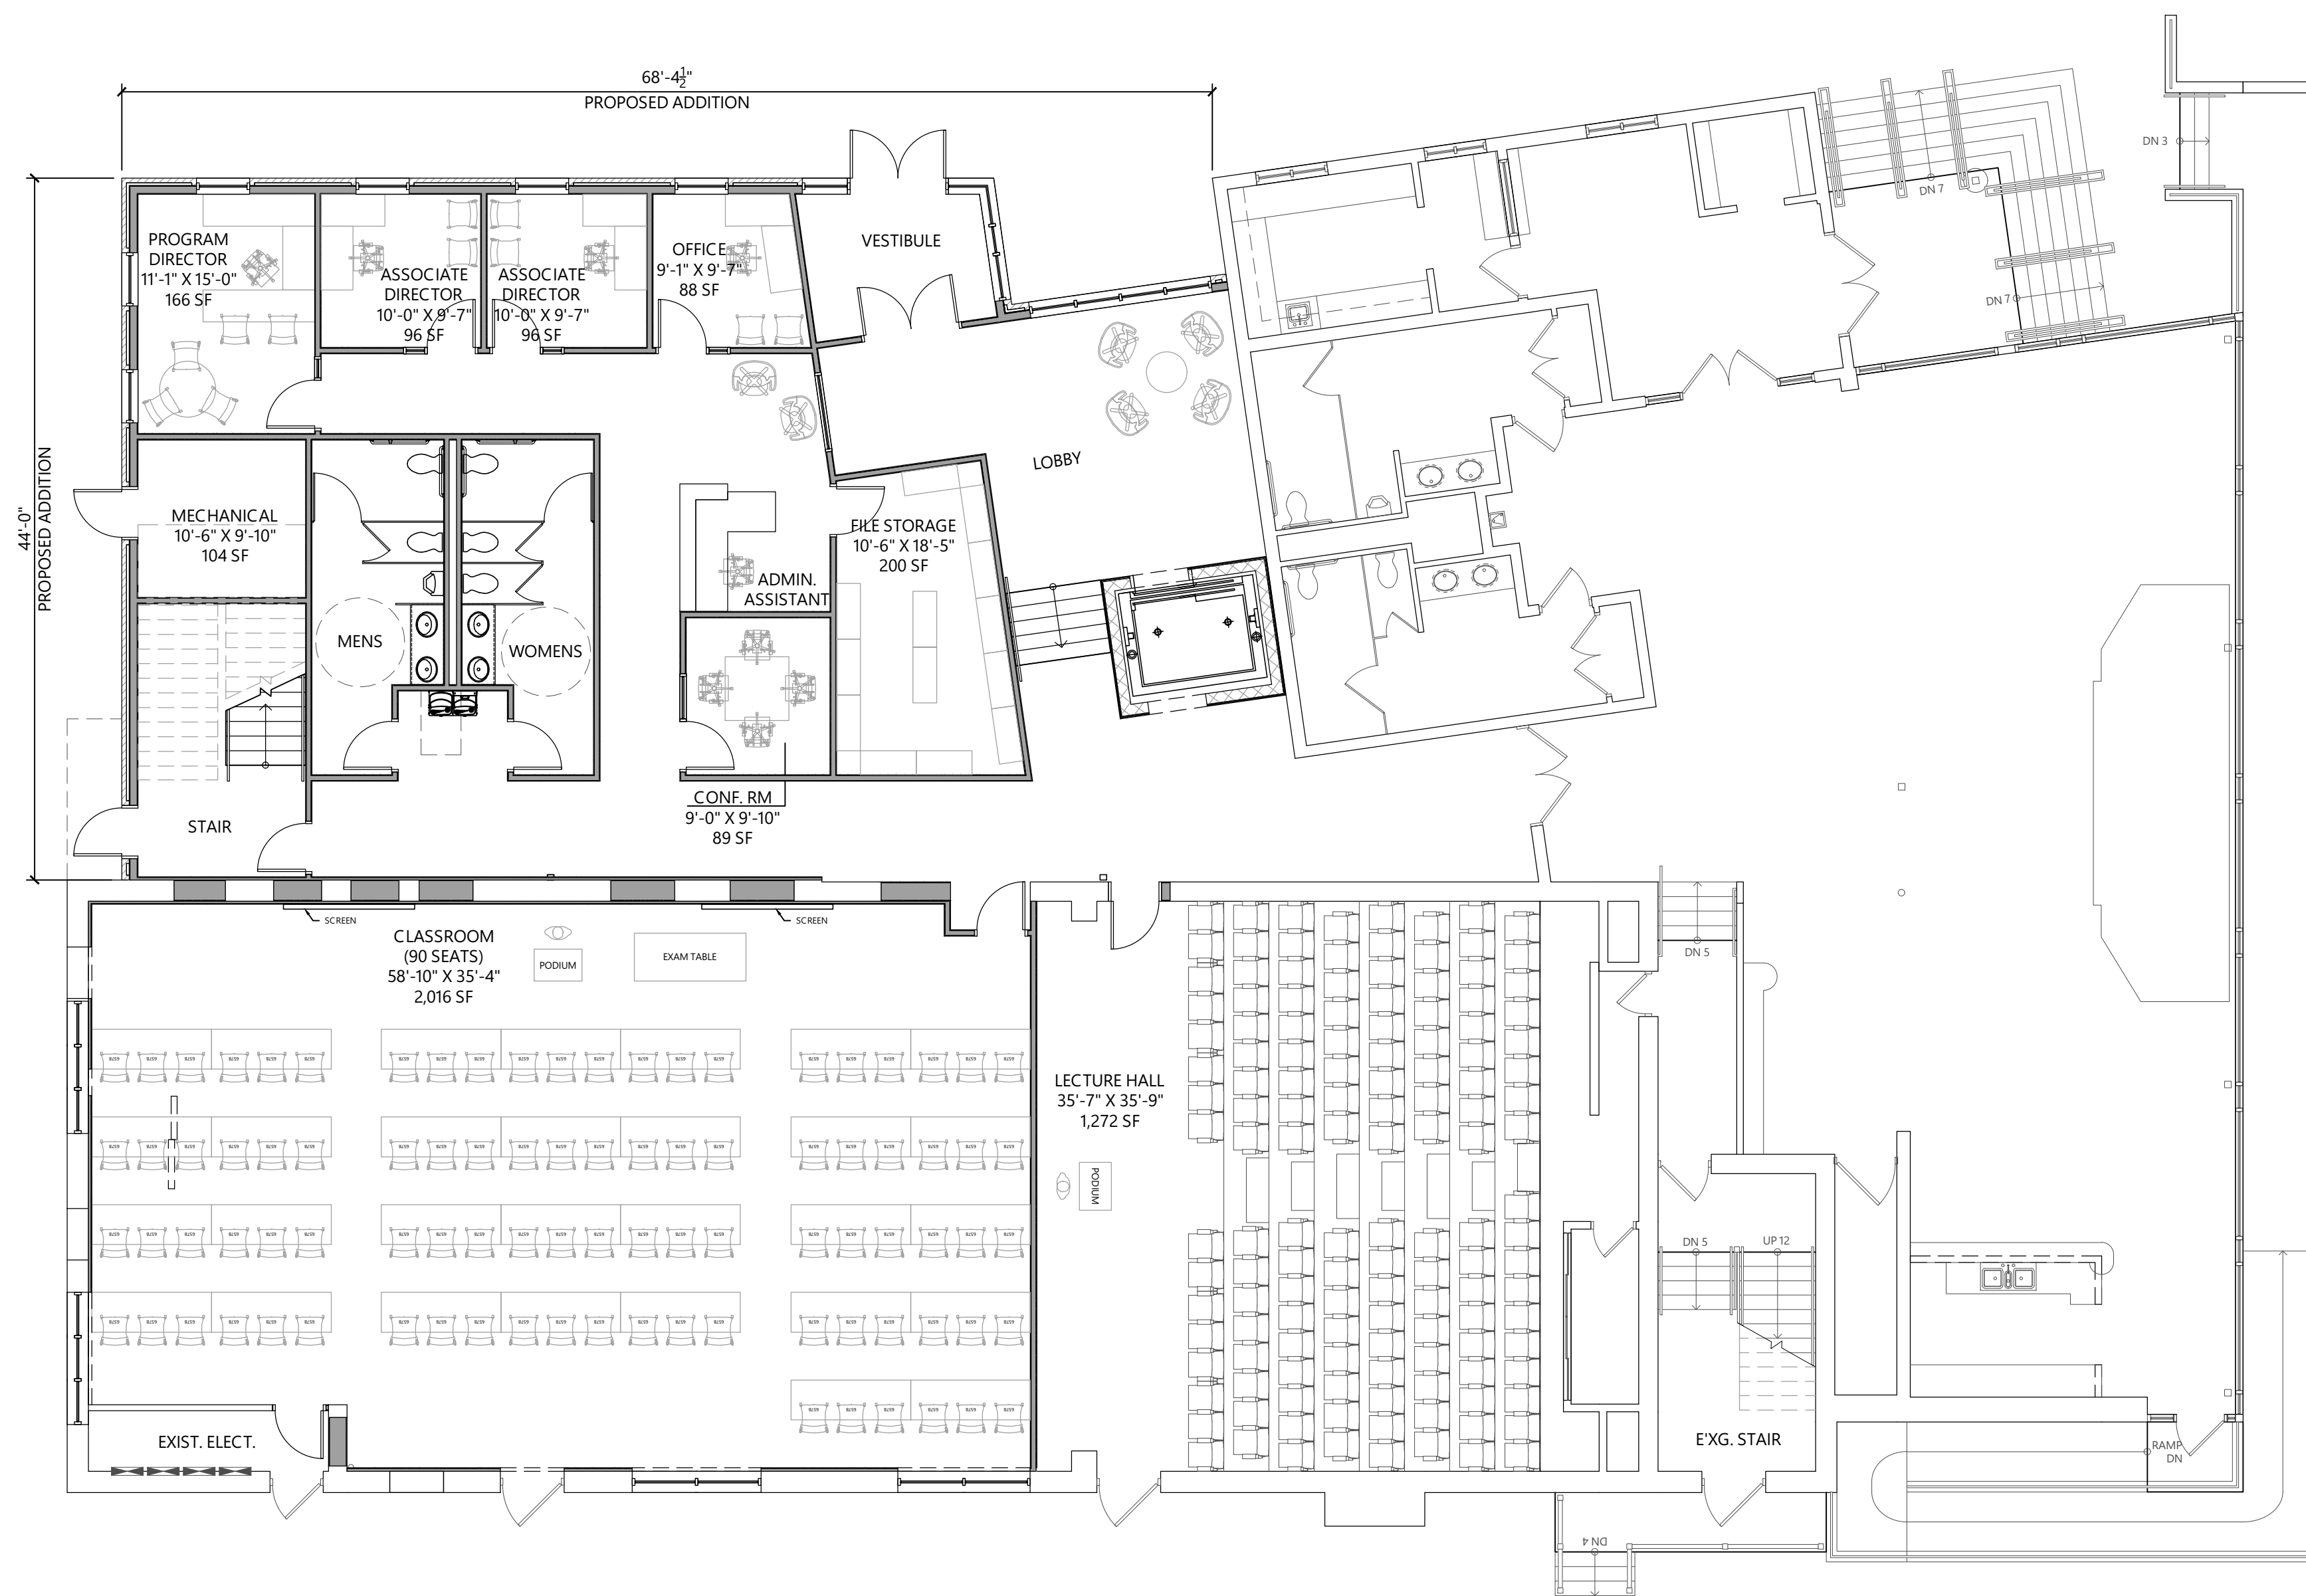 68'-4 1/2"
PROPOSED ADDITION
44'-0"
PROPOSED ADDITION
PROGRAM
DIRECTOR
11'-1" X 15'-0"
166 SF
ASSOCIATE
DIRECTOR
10'-0" X 9'-7"
96 SF
ASSOCIATE
DIRECTOR
10'-0" X 9'-7"
96 SF
OFFICE
9'-1" X 9'-7"
88 SF
VESTIBULE
DN 3
DN 7
DN 7
LOBBY
MECHANICAL
10'-6" X 9'-10"
104 SF
FILE STORAGE
10'-6" X 18'-5"
200 SF
ADMIN.
ASSISTANT
MENS
WOMENS
CONF. RM
9'-0" X 9'-10"
89 SF
STAIR
SCREEN
SCREEN
CLASSROOM
(90 SEATS)
58'-10" X 35'-4"
2,016 SF
PODIUM
EXAM TABLE
DN 5
LECTURE HALL
35'-7" X 35'-9"
1,272 SF
PODIUM
DN 5
UP 12
EXIST. ELECT.
E'XG. STAIR
RAMP
DN
DN 4